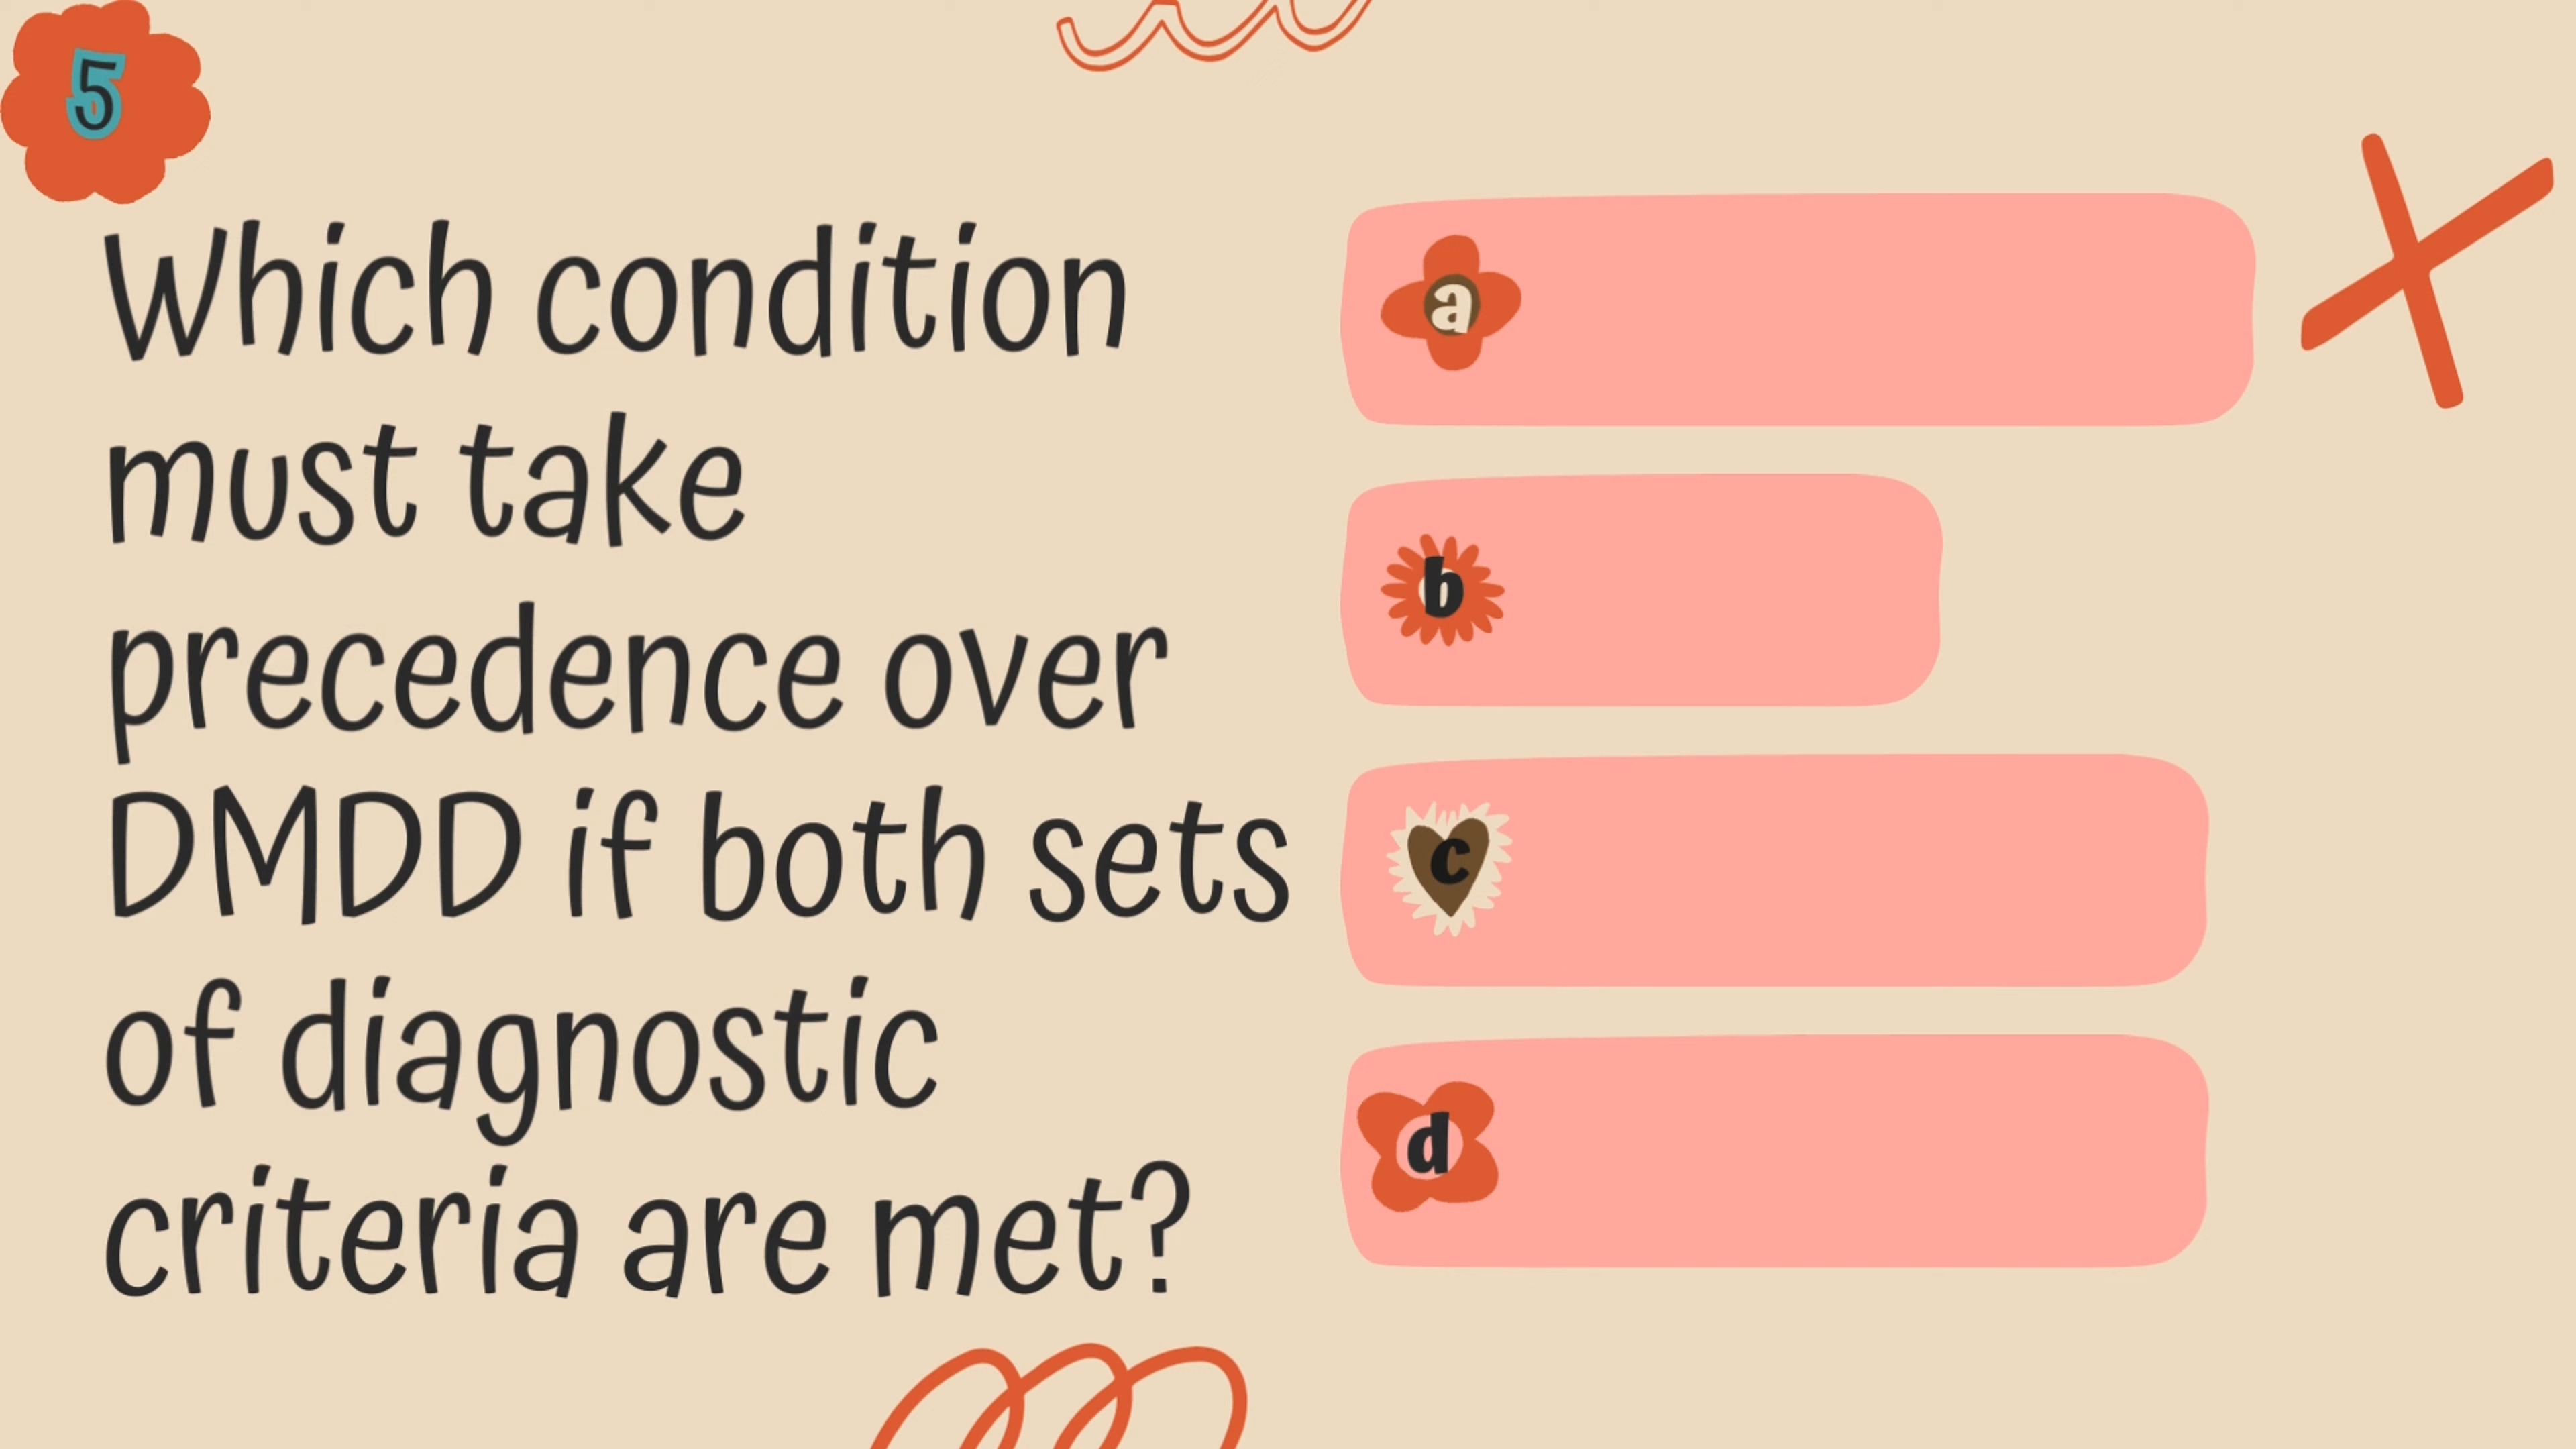 5
Which condition
must take
precedence over
DMDD if both sets
of diagnostic
criteria are met?
a
b
c
d